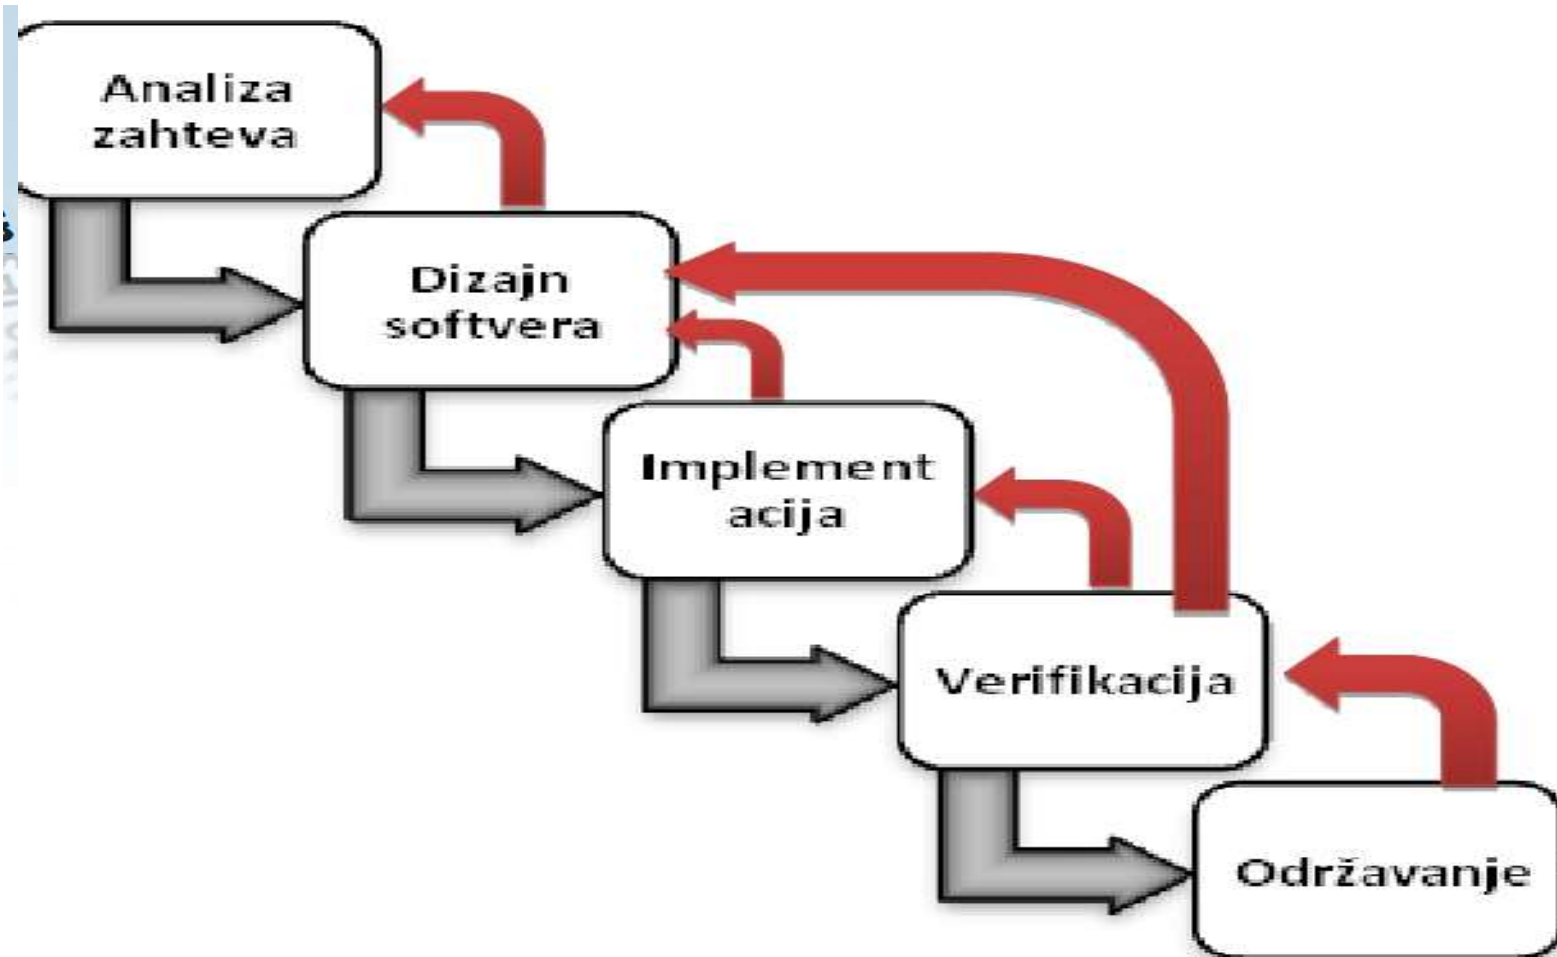 Analiza
zahteva
Dizajn
softvera
Implement
acija
Verifikacija
Održavanje